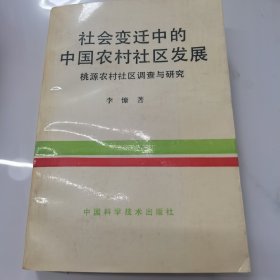 社会变迁中的
中国农村社区发展
桃源农村社区调查与研究
李 憷 著
中国科学技术出版社